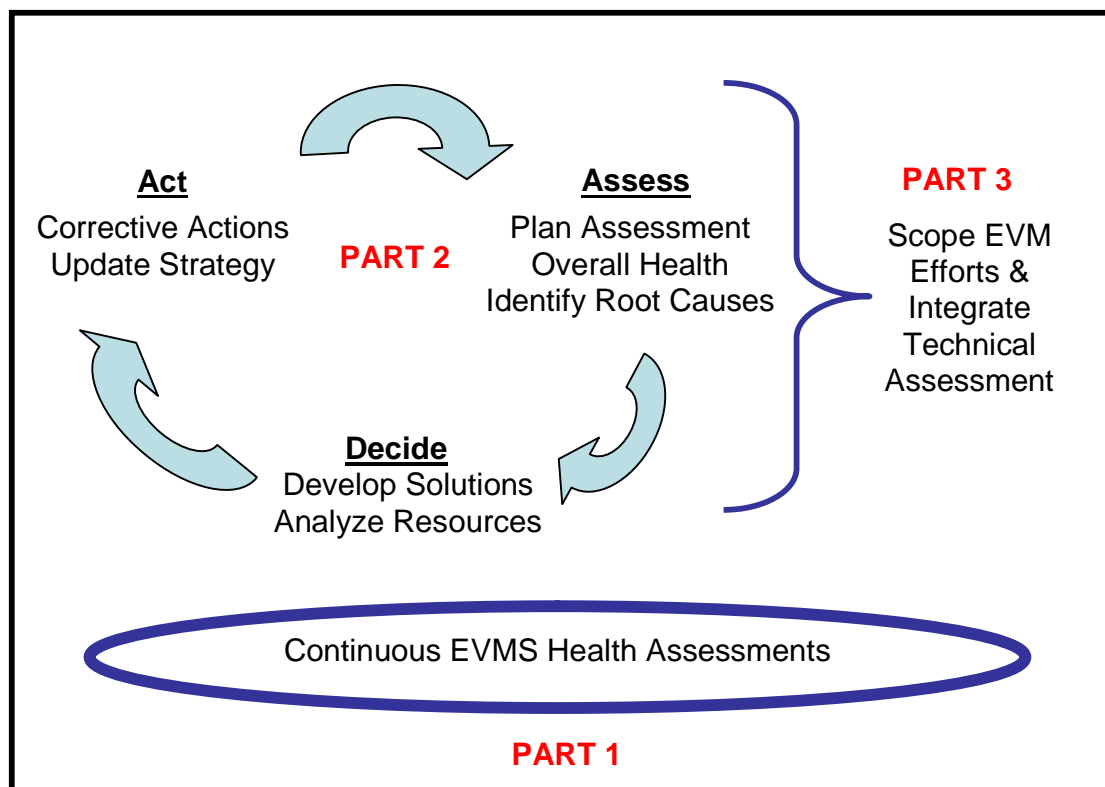 Act
Corrective Actions
Update Strategy
PART 2
Assess
Plan Assessment
Overall Health
Identify Root Causes
PART 3
Scope EVM
Efforts &
Integrate
Technical
Assessment
Decide
Develop Solutions
Analyze Resources
Continuous EVMS Health Assessments
PART 1